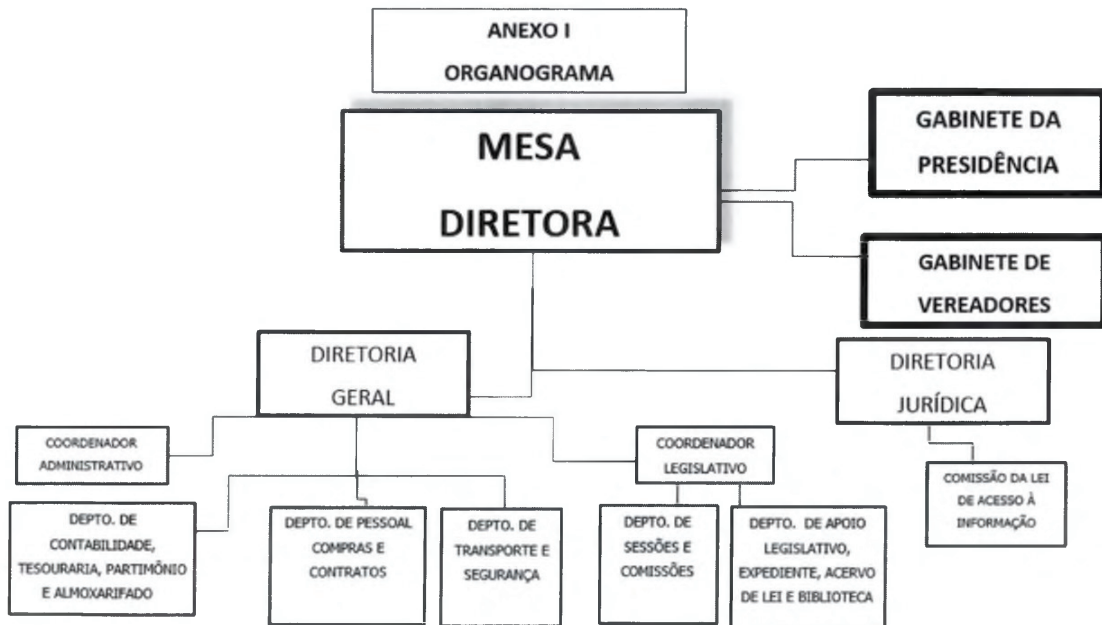 ANEXO I
ORGANOGRAMA
MESA
DIRETORA
GABINETE DA
PRESIDÊNCIA
GABINETE DE
VEREADORES
DIRETORIA
GERAL
DIRETORIA
JURÍDICA
COORDENADOR
ADMINISTRATIVO
COORDENADOR
LEGISLATIVO
COMISSÃO DA LEI
DE ACESSO À
INFORMAÇÃO
DEPTO. DE
CONTABILIDADE,
TESOURARIA, PARTIMÔNIO
E ALMOXARIFADO
DEPTO. DE PESSOAL
COMPRAS E
CONTRATOS
DEPTO. DE
TRANSPORTE E
SEGURANÇA
DEPTO. DE
SESSÕES E
COMISSÕES
DEPTO. DE APOIO
LEGISLATIVO,
EXPEDIENTE, ACERVO
DE LEI E BIBLIOTECA